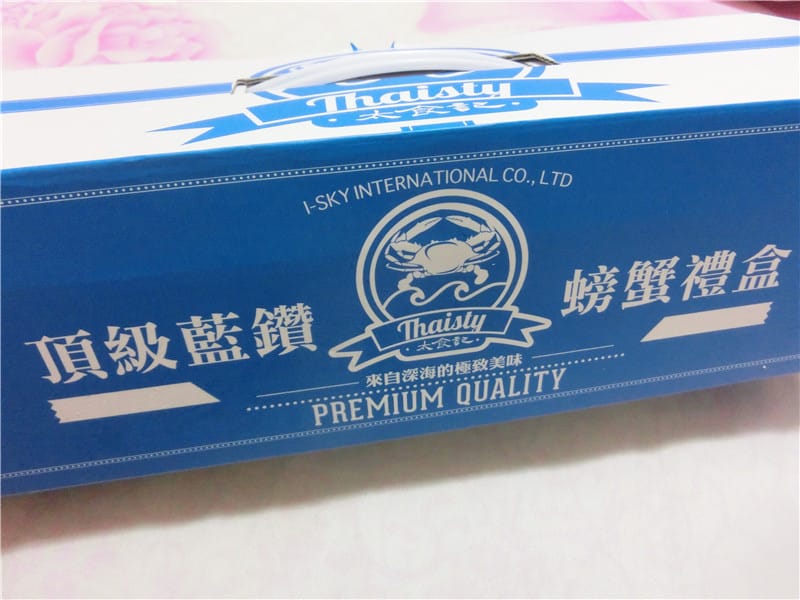 Thaisty
太食記
I-SKY INTERNATIONAL CO., LTD
頂級藍鑽
螃蟹禮盒
Thaisty
太食記
來自深海的極致美味
PREMIUM QUALITY